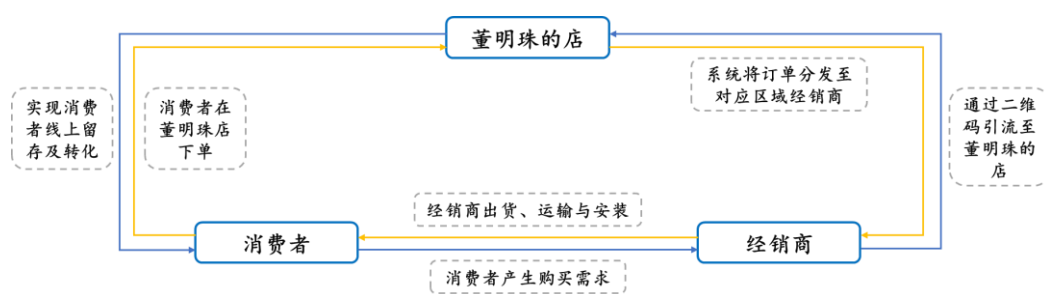 董明珠的店
系统将订单分发至
对应区域经销商
实现消费
者线上留
存及转化
消费者在
董明珠店
下单
通过二维
码引流至
董明珠的
店
经销商出货、运输与安装
消费者
经销商
消费者产生购买需求